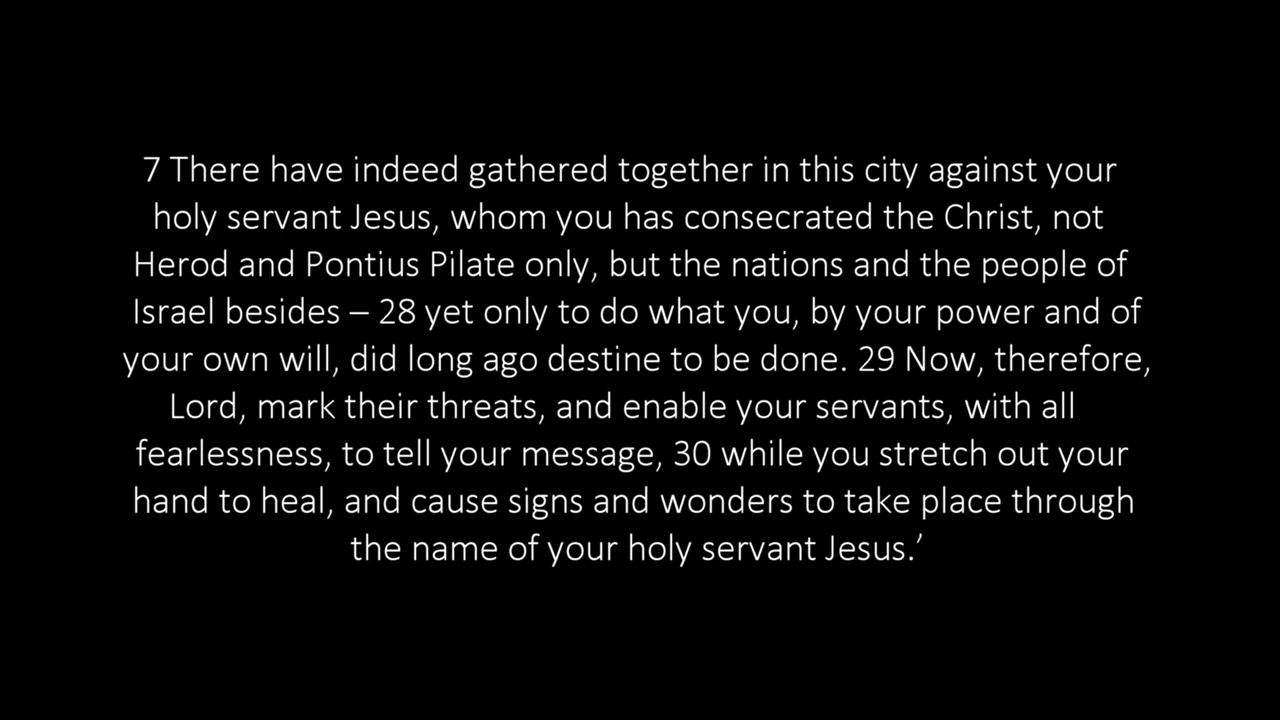 7 There have indeed gathered together in this city against your
holy servant Jesus, whom you has consecrated the Christ, not
Herod and Pontius Pilate only, but the nations and the people of
Israel besides – 28 yet only to do what you, by your power and of
your own will, did long ago destine to be done. 29 Now, therefore,
Lord, mark their threats, and enable your servants, with all
fearlessness, to tell your message, 30 while you stretch out your
hand to heal, and cause signs and wonders to take place through
the name of your holy servant Jesus.’